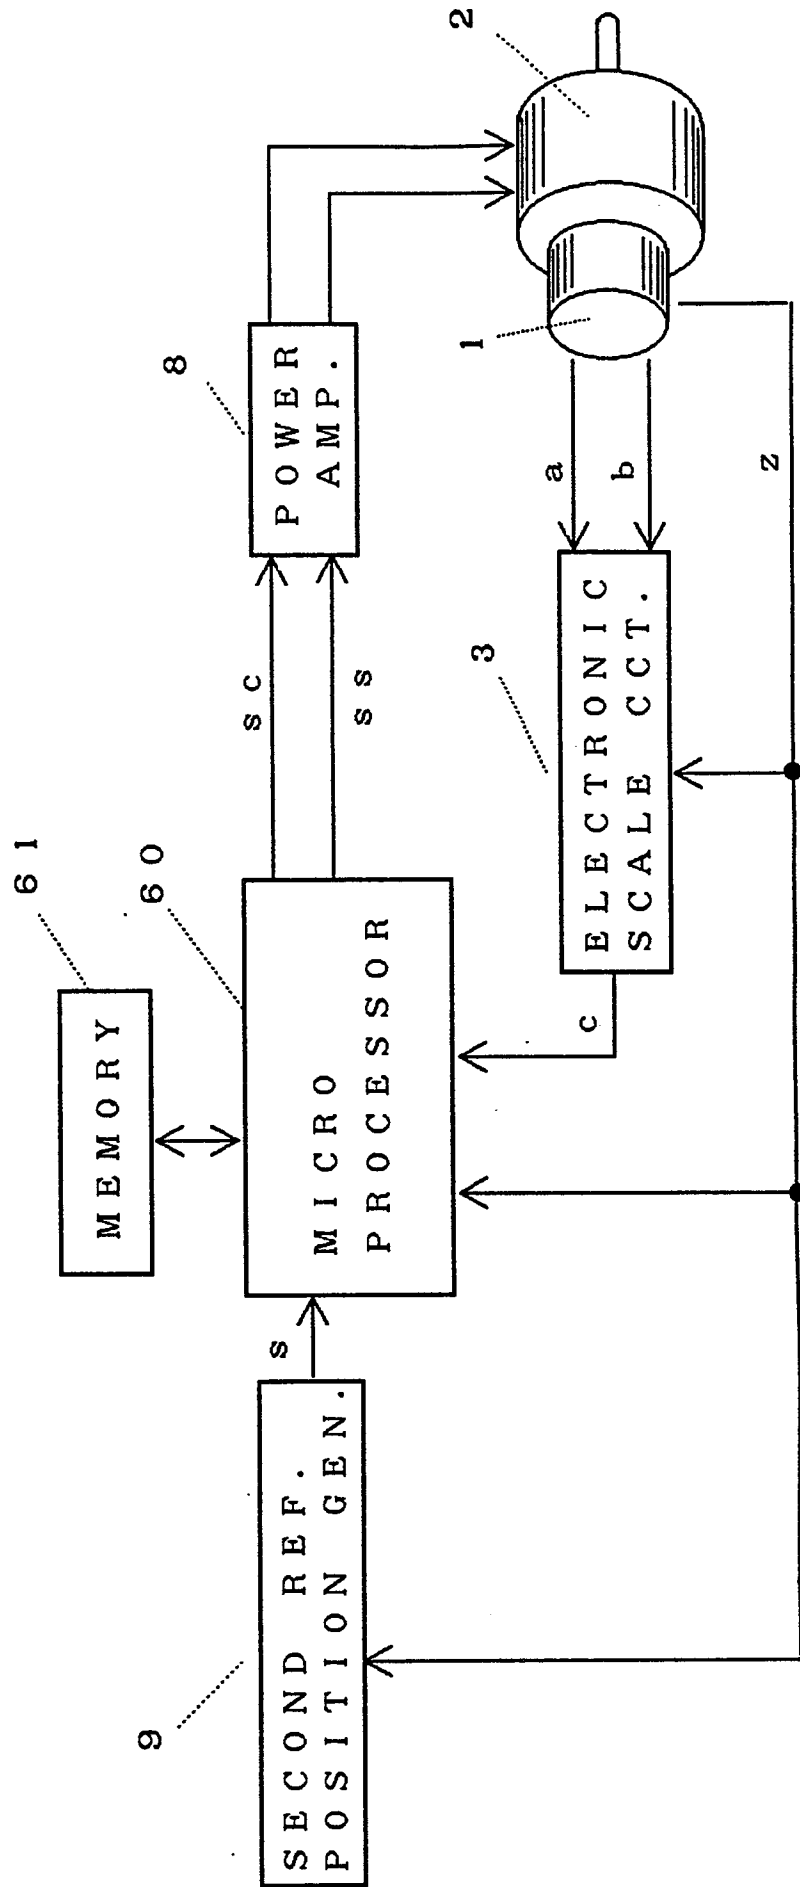 61
MEMORY
60
MICRO
PROCESSOR
9
SECOND REF.
POSITION GEN.
s
sc
ss
8
POWER
AMP.
2
1
a
b
3
ELECTRONIC
SCALE CCT.
c
z